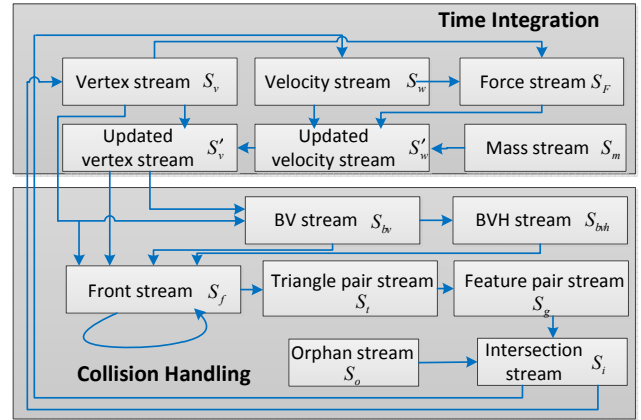 Time Integration
Vertex stream S_v
Velocity stream S_w
Force stream S_F
Updated
vertex stream S′_v
Updated
velocity stream S′_w
Mass stream S_m
BV stream S_bv
BVH stream S_bvh
Front stream S_f
Triangle pair stream
S_t
Feature pair stream
S_g
Orphan stream
S_o
Intersection
stream S_i
Collision Handling